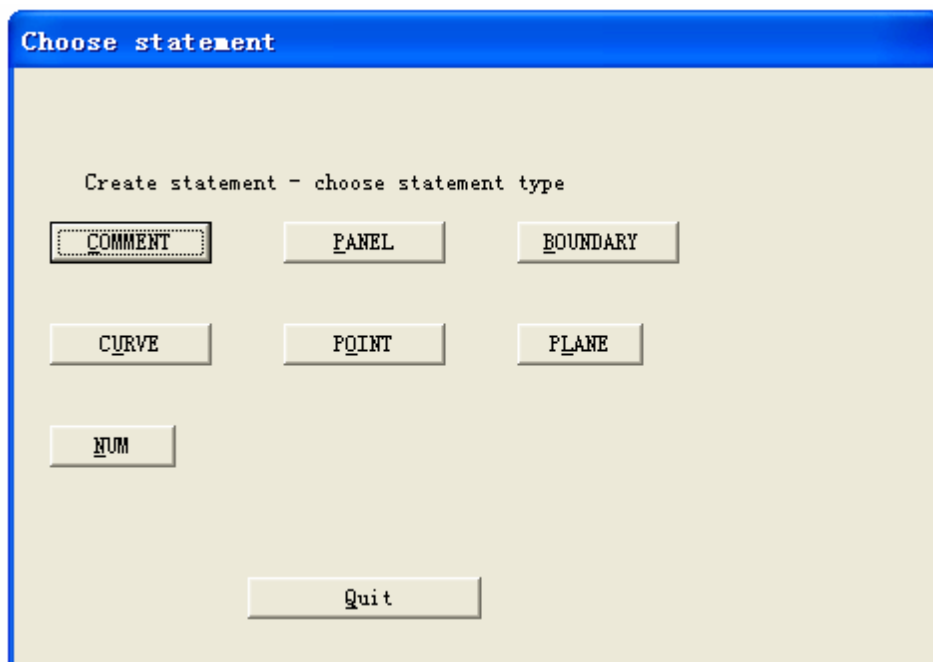 Choose statement
Create statement - choose statement type
COMMENT PANEL BOUNDARY
CURVE POINT PLANE
NUM
Quit